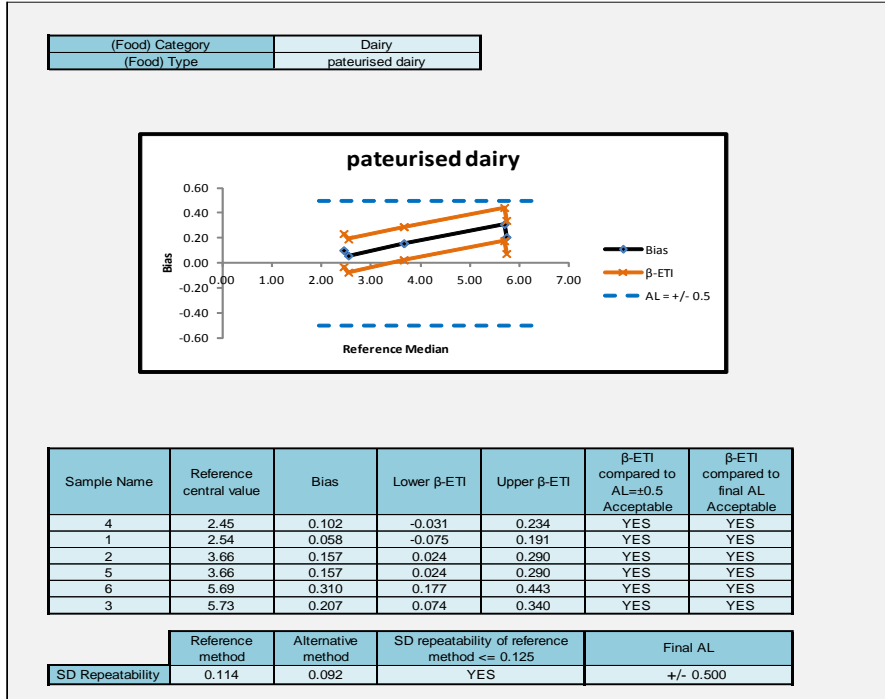 (Food) Category Dairy
(Food) Type pateurised dairy
pateurised dairy
0.60
0.40
0.20
0.00
-0.20
-0.40
-0.60
0.00 1.00 2.00 3.00 4.00 5.00 6.00 7.00
Bias
Reference Median
Bias
β-ETI
AL = +/- 0.5
Sample Name Reference central value Bias Lower β-ETI Upper β-ETI β-ETI compared to AL=±0.5 Acceptable β-ETI compared to final AL Acceptable
4 2.45 0.102 -0.031 0.234 YES YES
1 2.54 0.058 -0.075 0.191 YES YES
2 3.66 0.157 0.024 0.290 YES YES
5 3.66 0.157 0.024 0.290 YES YES
6 5.69 0.310 0.177 0.443 YES YES
3 5.73 0.207 0.074 0.340 YES YES
Reference method Alternative method SD repeatability of reference method <= 0.125 Final AL
SD Repeatability 0.114 0.092 YES +/- 0.500